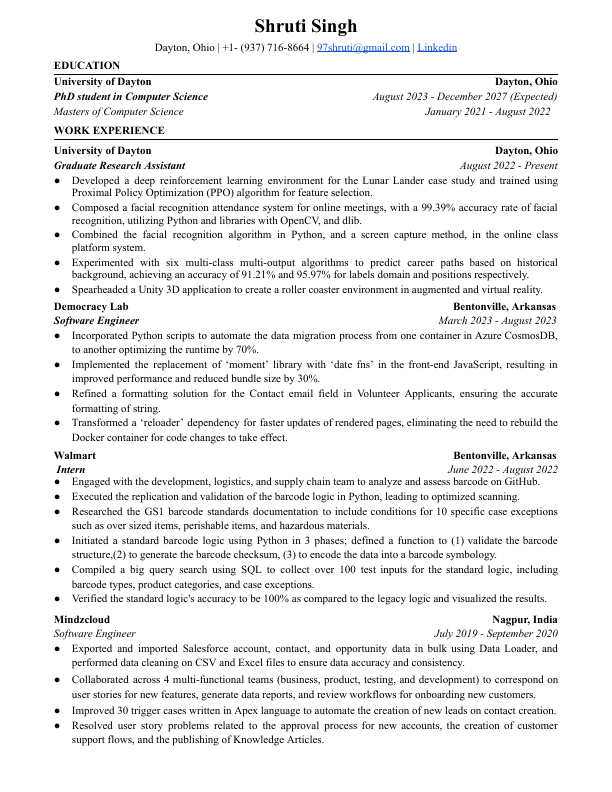 Shruti Singh
Dayton, Ohio | +1- (937) 716-8664 | 97shruti@gmail.com | Linkedin
EDUCATION
University of Dayton Dayton, Ohio
PhD student in Computer Science August 2023 - December 2027 (Expected)
Masters of Computer Science January 2021 - August 2022
WORK EXPERIENCE
University of Dayton Dayton, Ohio
Graduate Research Assistant August 2022 - Present
● Developed a deep reinforcement learning environment for the Lunar Lander case study and trained using
Proximal Policy Optimization (PPO) algorithm for feature selection.
● Composed a facial recognition attendance system for online meetings, with a 99.39% accuracy rate of facial
recognition, utilizing Python and libraries with OpenCV, and dlib.
● Combined the facial recognition algorithm in Python, and a screen capture method, in the online class
platform system.
● Experimented with six multi-class multi-output algorithms to predict career paths based on historical
background, achieving an accuracy of 91.21% and 95.97% for labels domain and positions respectively.
● Spearheaded a Unity 3D application to create a roller coaster environment in augmented and virtual reality.
Democracy Lab Bentonville, Arkansas
Software Engineer March 2023 - August 2023
● Incorporated Python scripts to automate the data migration process from one container in Azure CosmosDB,
to another optimizing the runtime by 70%.
● Implemented the replacement of ‘moment’ library with ‘date fns’ in the front-end JavaScript, resulting in
improved performance and reduced bundle size by 30%.
● Refined a formatting solution for the Contact email field in Volunteer Applicants, ensuring the accurate
formatting of string.
● Transformed a ‘reloader’ dependency for faster updates of rendered pages, eliminating the need to rebuild the
Docker container for code changes to take effect.
Walmart Bentonville, Arkansas
Intern June 2022 - August 2022
● Engaged with the development, logistics, and supply chain team to analyze and assess barcode on GitHub.
● Executed the replication and validation of the barcode logic in Python, leading to optimized scanning.
● Researched the GS1 barcode standards documentation to include conditions for 10 specific case exceptions
such as over sized items, perishable items, and hazardous materials.
● Initiated a standard barcode logic using Python in 3 phases; defined a function to (1) validate the barcode
structure,(2) to generate the barcode checksum, (3) to encode the data into a barcode symbology.
● Compiled a big query search using SQL to collect over 100 test inputs for the standard logic, including
barcode types, product categories, and case exceptions.
● Verified the standard logic's accuracy to be 100% as compared to the legacy logic and visualized the results.
Mindzcloud Nagpur, India
Software Engineer July 2019 - September 2020
● Exported and imported Salesforce account, contact, and opportunity data in bulk using Data Loader, and
performed data cleaning on CSV and Excel files to ensure data accuracy and consistency.
● Collaborated across 4 multi-functional teams (business, product, testing, and development) to correspond on
user stories for new features, generate data reports, and review workflows for onboarding new customers.
● Improved 30 trigger cases written in Apex language to automate the creation of new leads on contact creation.
● Resolved user story problems related to the approval process for new accounts, the creation of customer
support flows, and the publishing of Knowledge Articles.